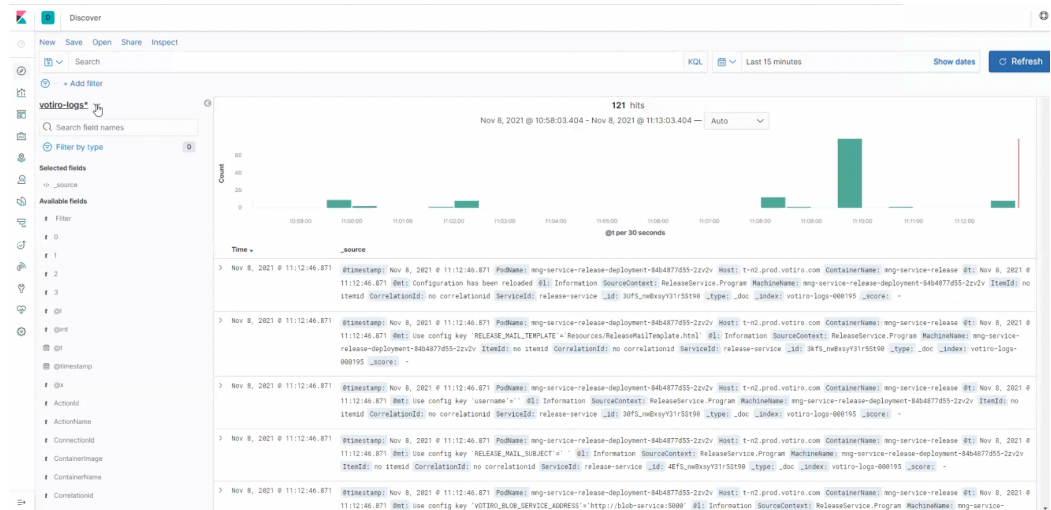 D Discover
New Save Open Share Inspect
Search KQL Last 15 minutes Show dates Refresh
+ Add filter
votiro-logs*
Search field names
Filter by type 0
Selected fields
_source
Available fields
t Filter
t 0
t 1
t 2
t 3
t @l
t @mt
@t
@timestamp
t @x
t ActionId
t ActionName
t ConnectionId
t ContainerImage
t ContainerName
t CorrelationId
121 hits
Nov 8, 2021 @ 10:58:03.404 - Nov 8, 2021 @ 11:13:03.404 — Auto
Count
60
40
20
0
10:59:00 11:00:00 11:01:00 11:02:00 11:03:00 11:04:00 11:05:00 11:06:00 11:07:00 11:08:00 11:09:00 11:10:00 11:11:00 11:12:00
@t per 30 seconds
Time _source
Nov 8, 2021 @ 11:12:46.871 @timestamp: Nov 8, 2021 @ 11:12:46.871 PodName: mng-service-release-deployment-84b4877d55-2zv2v Host: t-n2.prod.votiro.com ContainerName: mng-service-release @t: Nov 8, 2021 @
11:12:46.871 @mt: Configuration has been reloaded @l: Information SourceContext: ReleaseService.Program MachineName: mng-service-release-deployment-84b4877d55-2zv2v ItemId: no
itemid CorrelationId: no correlationid ServiceId: release-service _id: _type: _doc _index: votiro-logs-000195 _score: -
Nov 8, 2021 @ 11:12:46.871 @timestamp: Nov 8, 2021 @ 11:12:46.871 PodName: mng-service-release-deployment-84b4877d55-2zv2v Host: t-n2.prod.votiro.com ContainerName: mng-service-release @t: Nov 8, 2021 @
11:12:46.871 @mt: Use config key 'RELEASE_MAIL_TEMPLATE'='Resources/ReleaseMailTemplate.html' @l: Information SourceContext: ReleaseService.Program MachineName: mng-service-
release-deployment-84b4877d55-2zv2v ItemId: no itemid CorrelationId: no correlationid ServiceId: release-service _id: _type: _doc _index: votiro-logs-
000195 _score: -
Nov 8, 2021 @ 11:12:46.871 @timestamp: Nov 8, 2021 @ 11:12:46.871 PodName: mng-service-release-deployment-84b4877d55-2zv2v Host: t-n2.prod.votiro.com ContainerName: mng-service-release @t: Nov 8, 2021 @
11:12:46.871 @mt: Use config key 'username'='' @l: Information SourceContext: ReleaseService.Program MachineName: mng-service-release-deployment-84b4877d55-2zv2v ItemId: no
itemid CorrelationId: no correlationid ServiceId: release-service _id: _type: _doc _index: votiro-logs-000195 _score: -
Nov 8, 2021 @ 11:12:46.871 @timestamp: Nov 8, 2021 @ 11:12:46.871 PodName: mng-service-release-deployment-84b4877d55-2zv2v Host: t-n2.prod.votiro.com ContainerName: mng-service-release @t: Nov 8, 2021 @
11:12:46.871 @mt: Use config key 'RELEASE_MAIL_SUBJECT'=' ' @l: Information SourceContext: ReleaseService.Program MachineName: mng-service-release-deployment-84b4877d55-2zv2v
ItemId: no itemid CorrelationId: no correlationid ServiceId: release-service _id: _type: _doc _index: votiro-logs-000195 _score: -
Nov 8, 2021 @ 11:12:46.871 @timestamp: Nov 8, 2021 @ 11:12:46.871 PodName: mng-service-release-deployment-84b4877d55-2zv2v Host: t-n2.prod.votiro.com ContainerName: mng-service-release @t: Nov 8, 2021 @
11:12:46.871 @mt: Use config key 'VOTIRO_BLOB_SERVICE_ADDRESS'='http://blob-service:5000' @l: Information SourceContext: ReleaseService.Program MachineName: mng-service-